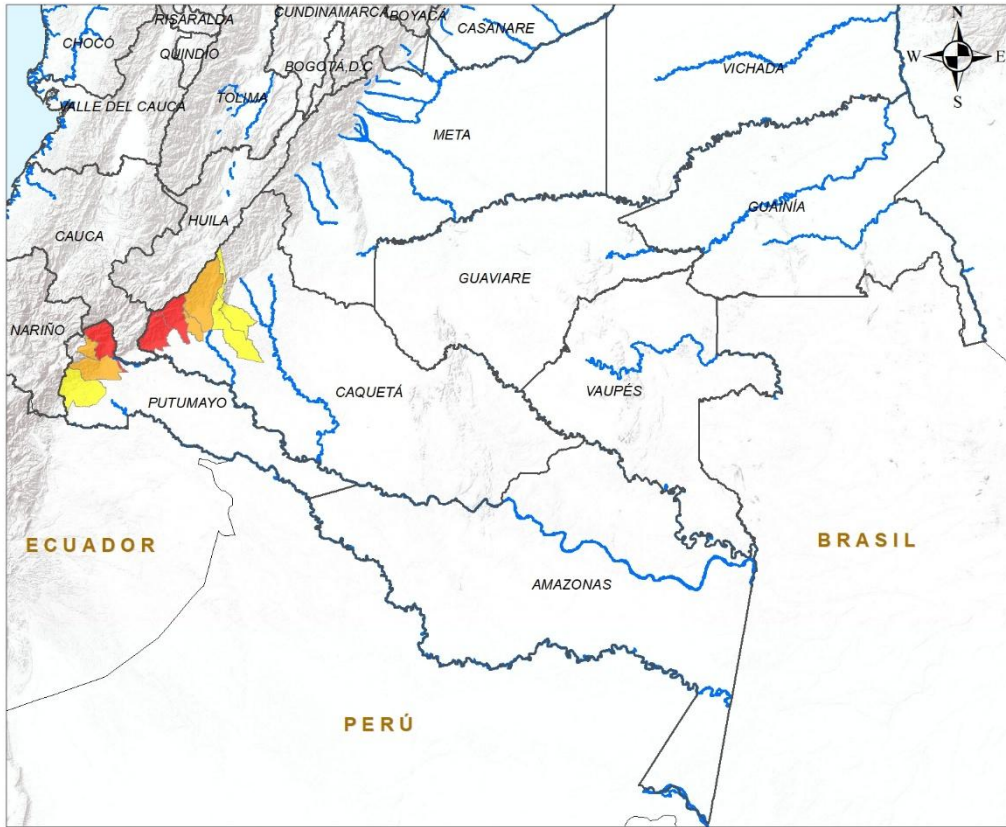 CUNDINAMARCA
BOYACÁ
RISARALDA
CASANARE
N
CHOCÓ
QUINDÍO
BOGOTÁ,D.C
W
E
VICHADA
S
VALLE DEL CAUCA
TOLIMA
META
GUAINÍA
HUILA
CAUCA
GUAVIARE
NARIÑO
CAQUETÁ
VAUPÉS
PUTUMAYO
ECUADOR
BRASIL
AMAZONAS
PERÚ